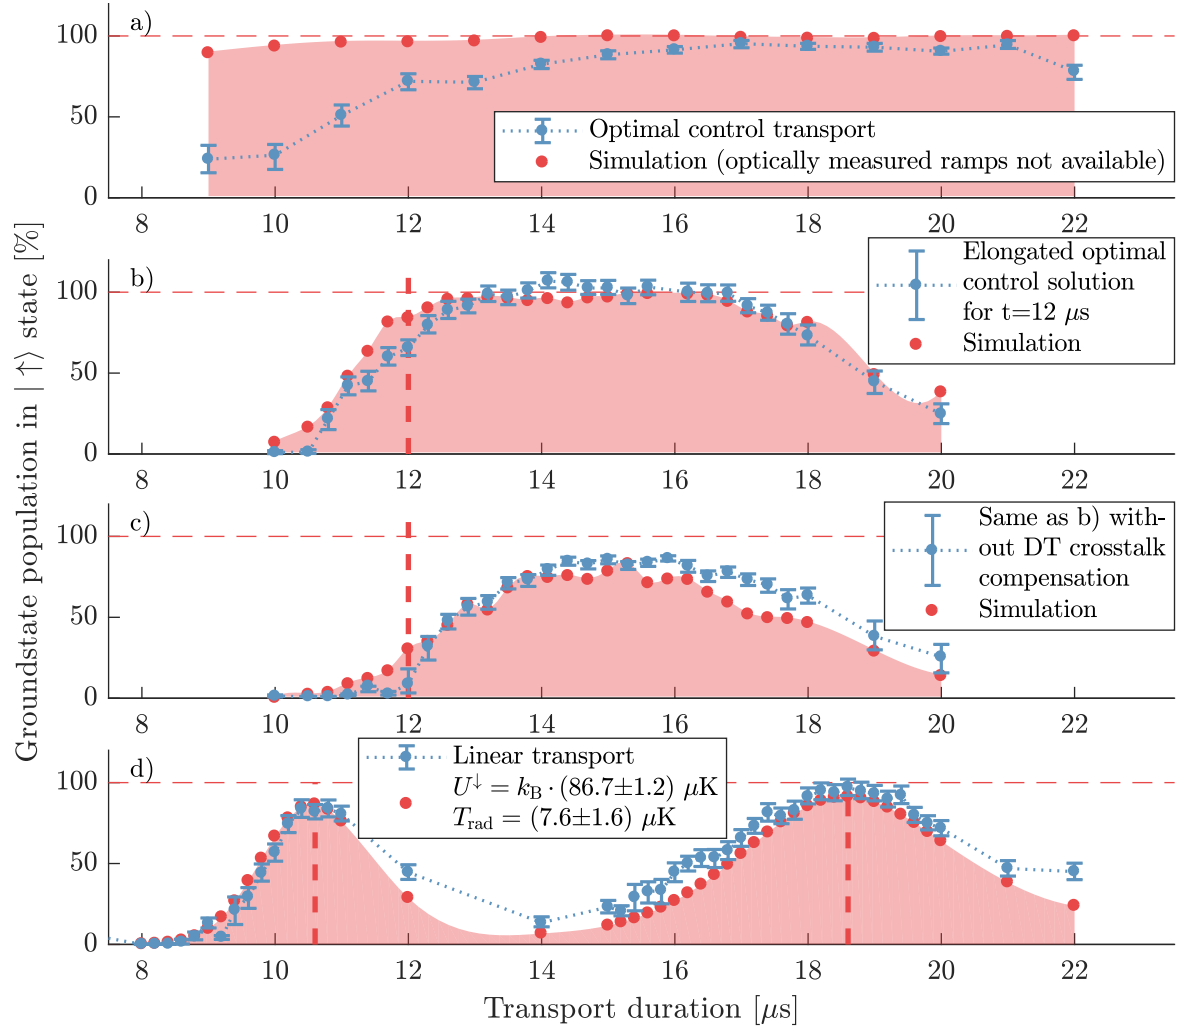 Groundstate population in | ↑⟩ state [%]
a)
100
50
0
Optimal control transport
Simulation (optically measured ramps not available)
8 10 12 14 16 18 20 22
b)
100
50
0
Elongated optimal
control solution
for t=12 μs
Simulation
8 10 12 14 16 18 20 22
c)
100
50
0
Same as b) with-
out DT crosstalk
compensation
Simulation
8 10 12 14 16 18 20 22
d)
100
50
0
Linear transport
U↓ = kB · (86.7±1.2) μK
Trad = (7.6±1.6) μK
8 10 12 14 16 18 20 22
Transport duration [μs]